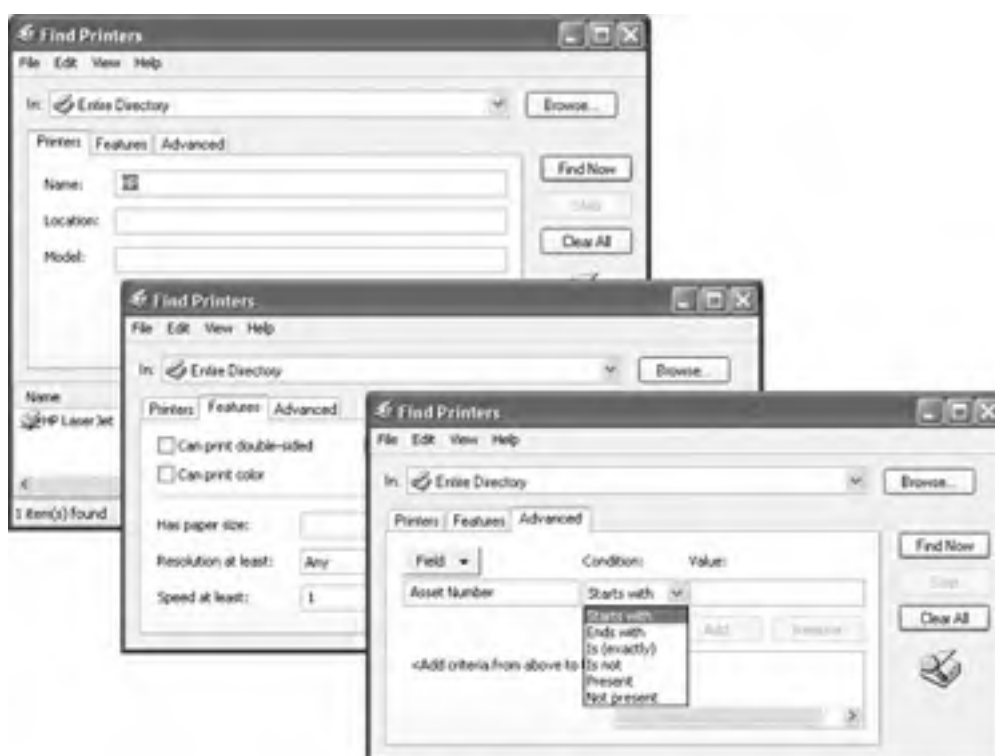 Find Printers
File Edit View Help
In: Entire Directory
Browse...
Printers Features Advanced
Find Now
Name:
Stop
Location:
Clear All
Model:
Name
HP LaserJet
1 item(s) found
Find Printers
File Edit View Help
In: Entire Directory
Browse...
Printers Features Advanced
Can print double-sided
Can print color
Has paper size:
Resolution at least: Any
Speed at least: 1
Find Printers
File Edit View Help
In: Entire Directory
Browse...
Printers Features Advanced
Find Now
Field Condition: Value:
Stop
Asset Number Starts with
Clear All
Starts with
Ends with
Add Remove
Is (exactly)
<Add criteria from above to
Is not
Present
Not present